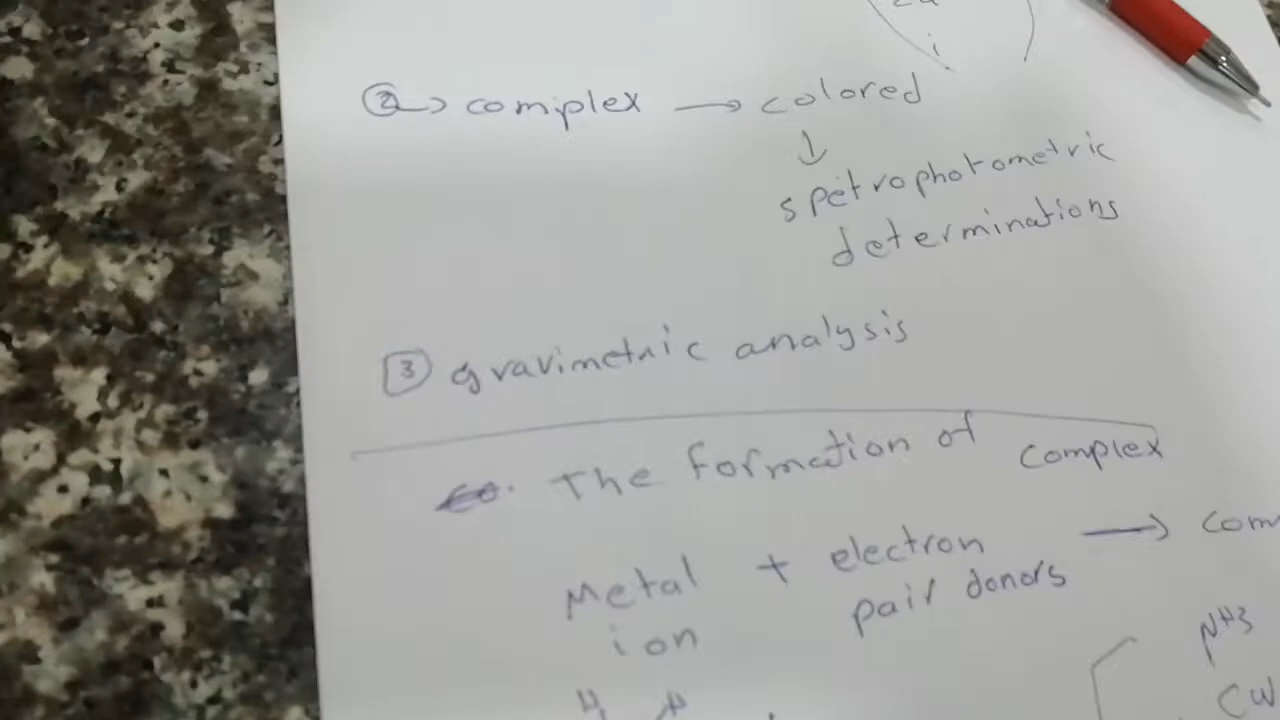 ② → complex → colored
↓
spetrophotometric
determinations
3 gravimetric analysis
The formation of complex
Metal + electron → com
ion pair donors
NH3